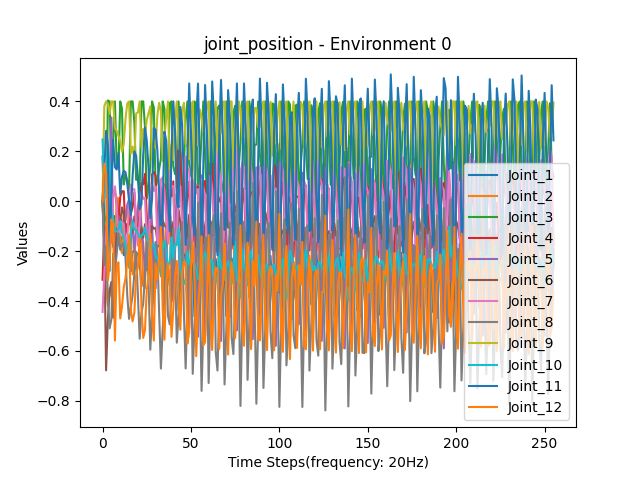 joint_position - Environment 0
Values
0.4
0.2
0.0
−0.2
−0.4
−0.6
−0.8
Joint_1
Joint_2
Joint_3
Joint_4
Joint_5
Joint_6
Joint_7
Joint_8
Joint_9
Joint_10
Joint_11
Joint_12
0 50 100 150 200 250
Time Steps(frequency: 20Hz)